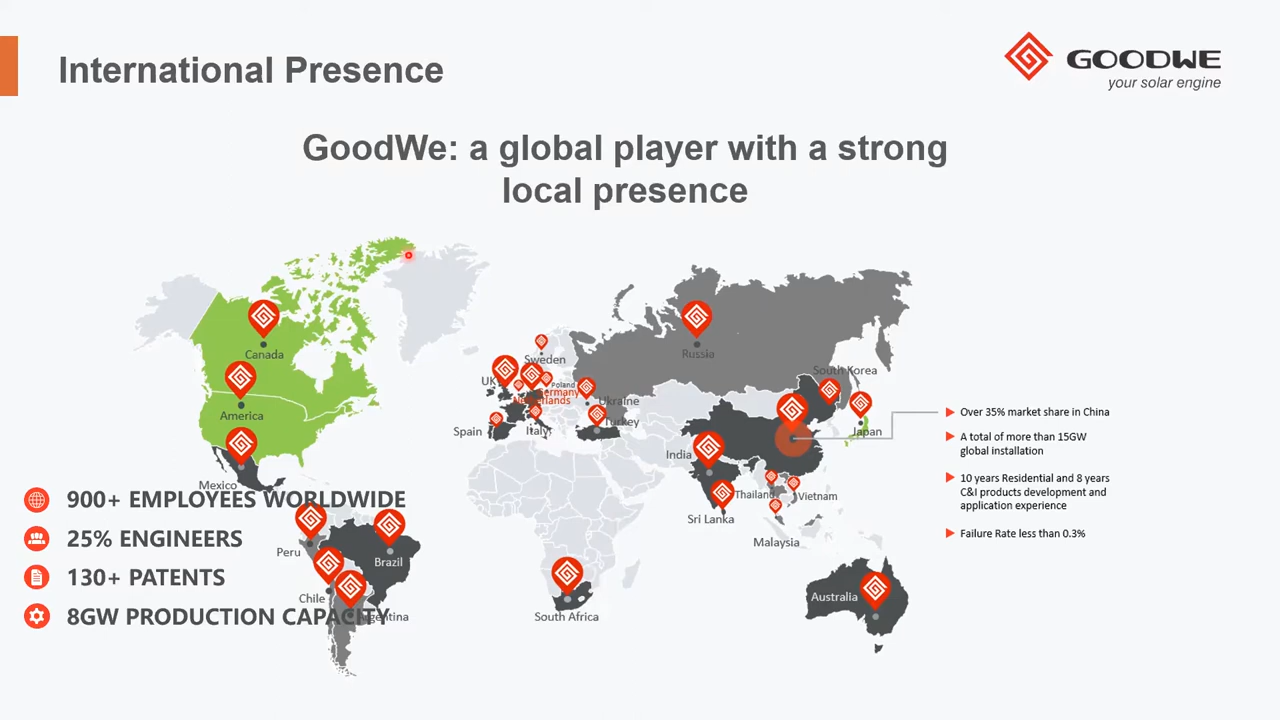 International Presence
GOODWE
your solar engine
GoodWe: a global player with a strong
local presence
Canada
America
Mexico
Peru
Brazil
Chile
Argentina
UK
Sweden
Poland
Germany
Netherlands
Ukraine
Turkey
Spain
Italy
Russia
South Korea
Japan
India
Thailand
Vietnam
Sri Lanka
Malaysia
South Africa
Australia
Over 35% market share in China
A total of more than 15GW
global installation
10 years Residential and 8 years
C&I products development and
application experience
Failure Rate less than 0.3%
900+ EMPLOYEES WORLDWIDE
25% ENGINEERS
130+ PATENTS
8GW PRODUCTION CAPACITY